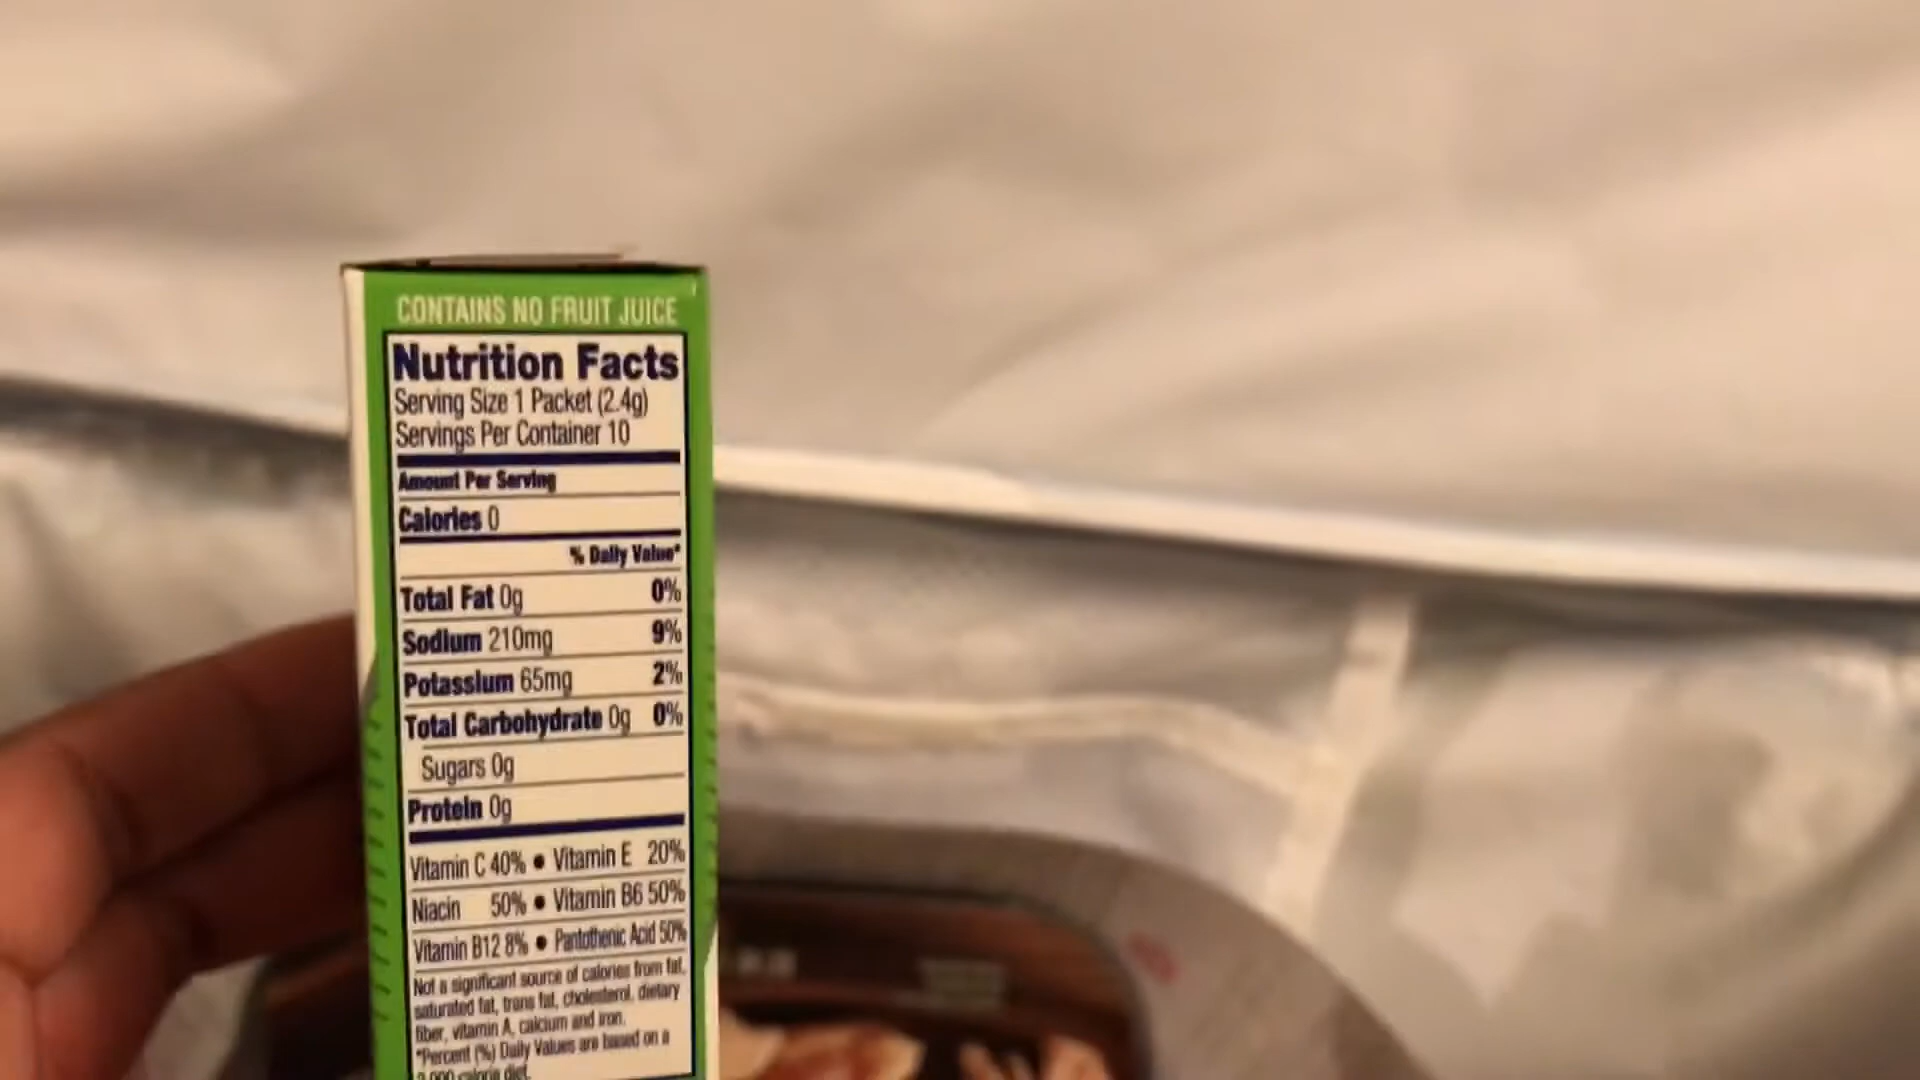 CONTAINS NO FRUIT JUICE
Nutrition Facts
Serving Size 1 Packet (2.4g)
Servings Per Container 10
Amount Per Serving
Calories 0
% Daily Value*
Total Fat 0g 0%
Sodium 210mg 9%
Potassium 65mg 2%
Total Carbohydrate 0g 0%
Sugars 0g
Protein 0g
Vitamin C 40% ● Vitamin E 20%
Niacin 50% ● Vitamin B6 50%
Vitamin B12 8% ● Pantothenic Acid 50%
Not a significant source of calories from fat,
saturated fat, trans fat, cholesterol, dietary
fiber, vitamin A, calcium and iron.
*Percent (%) Daily Values are based on a
2,000 calorie diet.